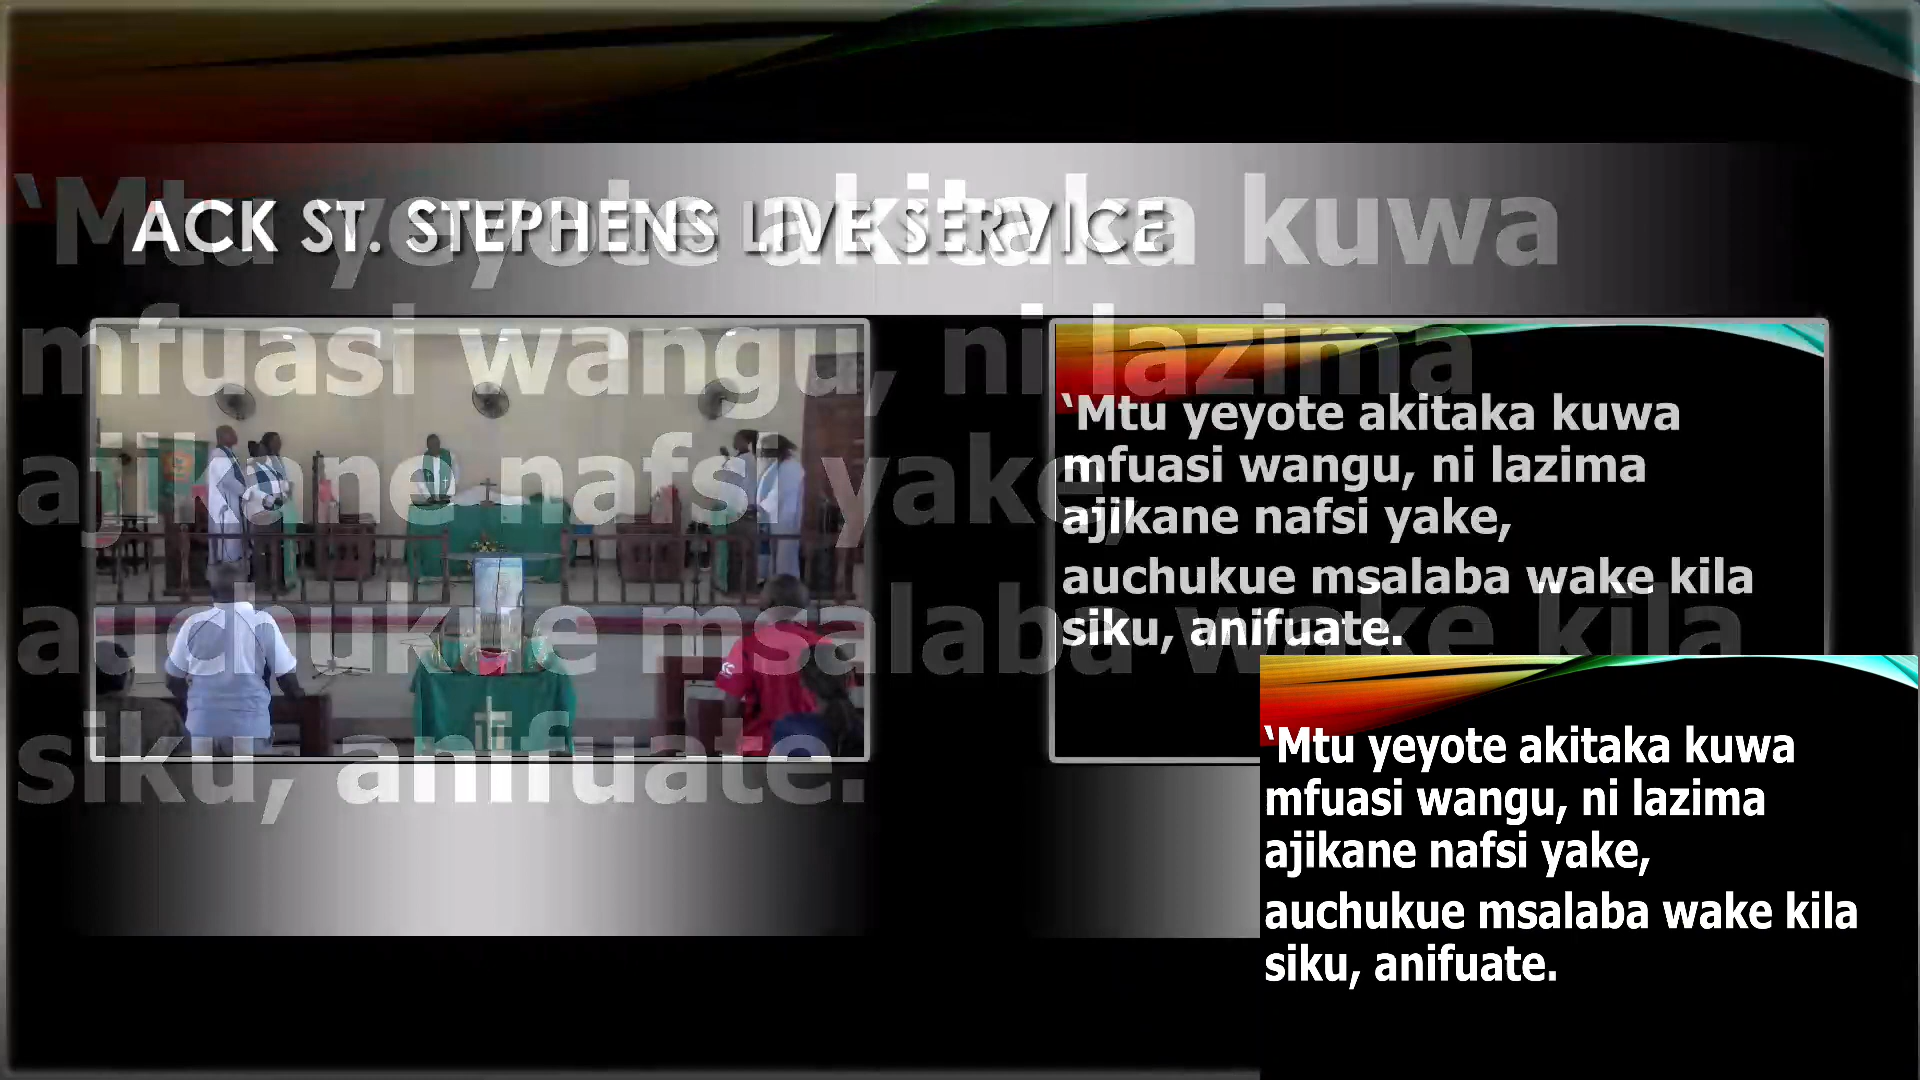 ACK ST. STEPHENS LIVE SERVICE
‘Mtu yeyote akitaka kuwa
mfuasi wangu, ni lazima
ajikane nafsi yake,
auchukue msalaba wake kila
siku, anifuate.
‘Mtu yeyote akitaka kuwa
mfuasi wangu, ni lazima
ajikane nafsi yake,
auchukue msalaba wake kila
siku, anifuate.
‘Mtu yeyote akitaka kuwa
mfuasi wangu, ni lazima
ajikane nafsi yake,
auchukue msalaba wake kila
siku, anifuate.